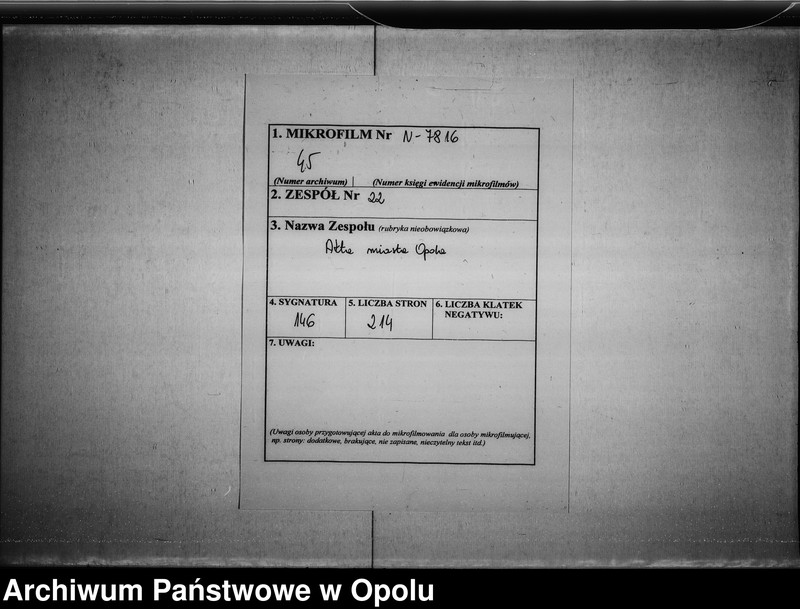 1. MIKROFILM Nr N-7816
45
(Numer archiwum) | (Numer księgi ewidencji mikrofilmów)
2. ZESPÓŁ Nr 22
3. Nazwa Zespołu (rubryka nieobowiązkowa)
Akta miasta Opola
4. SYGNATURA
146
5. LICZBA STRON
214
6. LICZBA KLATEK
NEGATYWU:
7. UWAGI:
(Uwagi osoby przygotowującej akta do mikrofilmowania dla osoby mikrofilmującej,
np. strony: dodatkowe, brakujące, nie zapisane, nieczytelny tekst itd.)
Archiwum Państwowe w Opolu